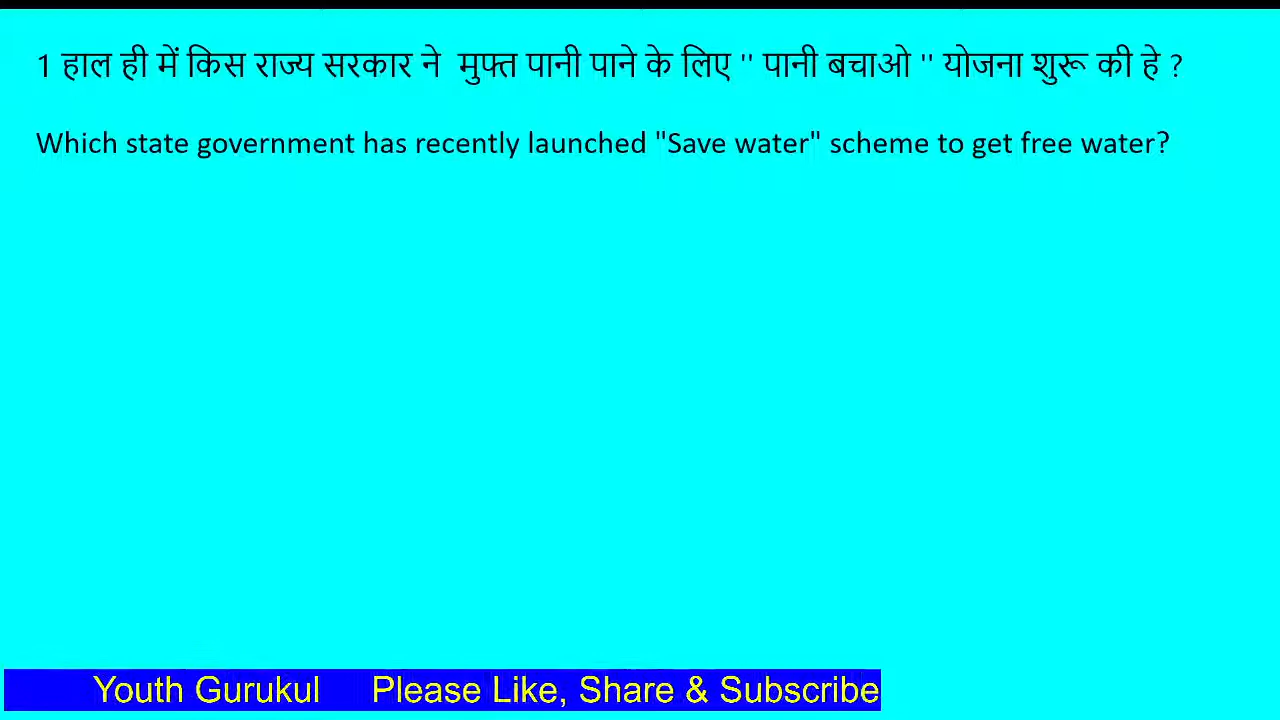 1 हाल ही में किस राज्य सरकार ने मुफ्त पानी पाने के लिए '' पानी बचाओ '' योजना शुरू की हे ?
Which state government has recently launched "Save water" scheme to get free water?
Youth Gurukul Please Like, Share & Subscribe